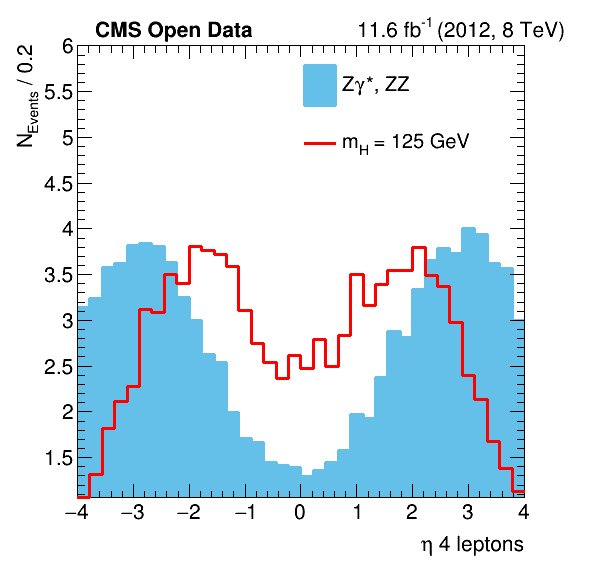 CMS Open Data 11.6 fb⁻¹ (2012, 8 TeV)
N_Events / 0.2
6
5.5
5
4.5
4
3.5
3
2.5
2
1.5
Zγ*, ZZ
m_H = 125 GeV
−4 −3 −2 −1 0 1 2 3 4
η 4 leptons